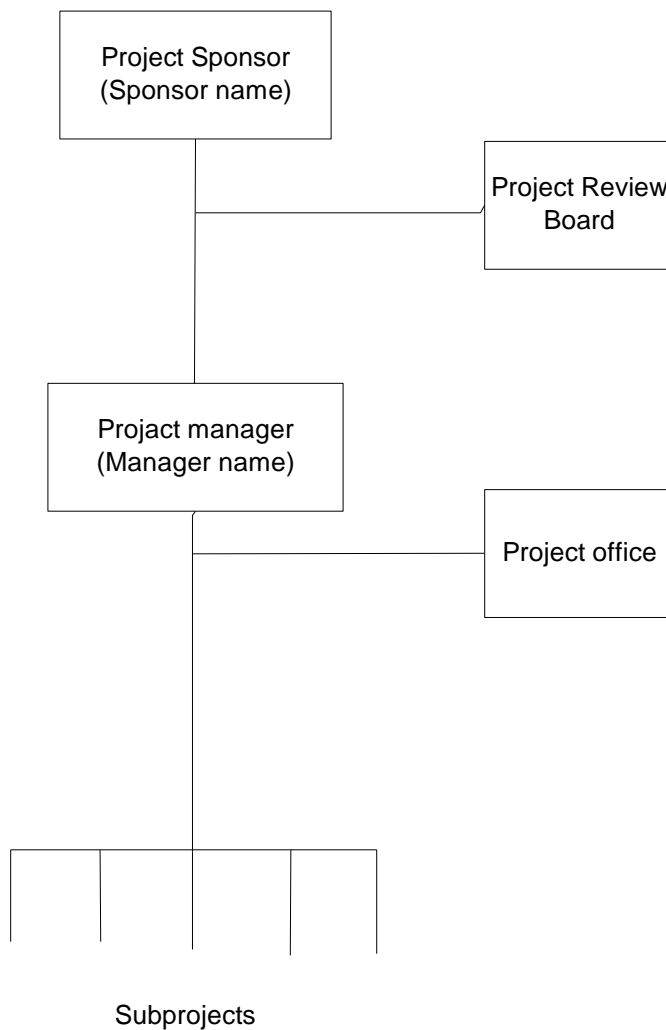 Project Sponsor
(Sponsor name)
Project Review
Board
Projact manager
(Manager name)
Project office
Subprojects